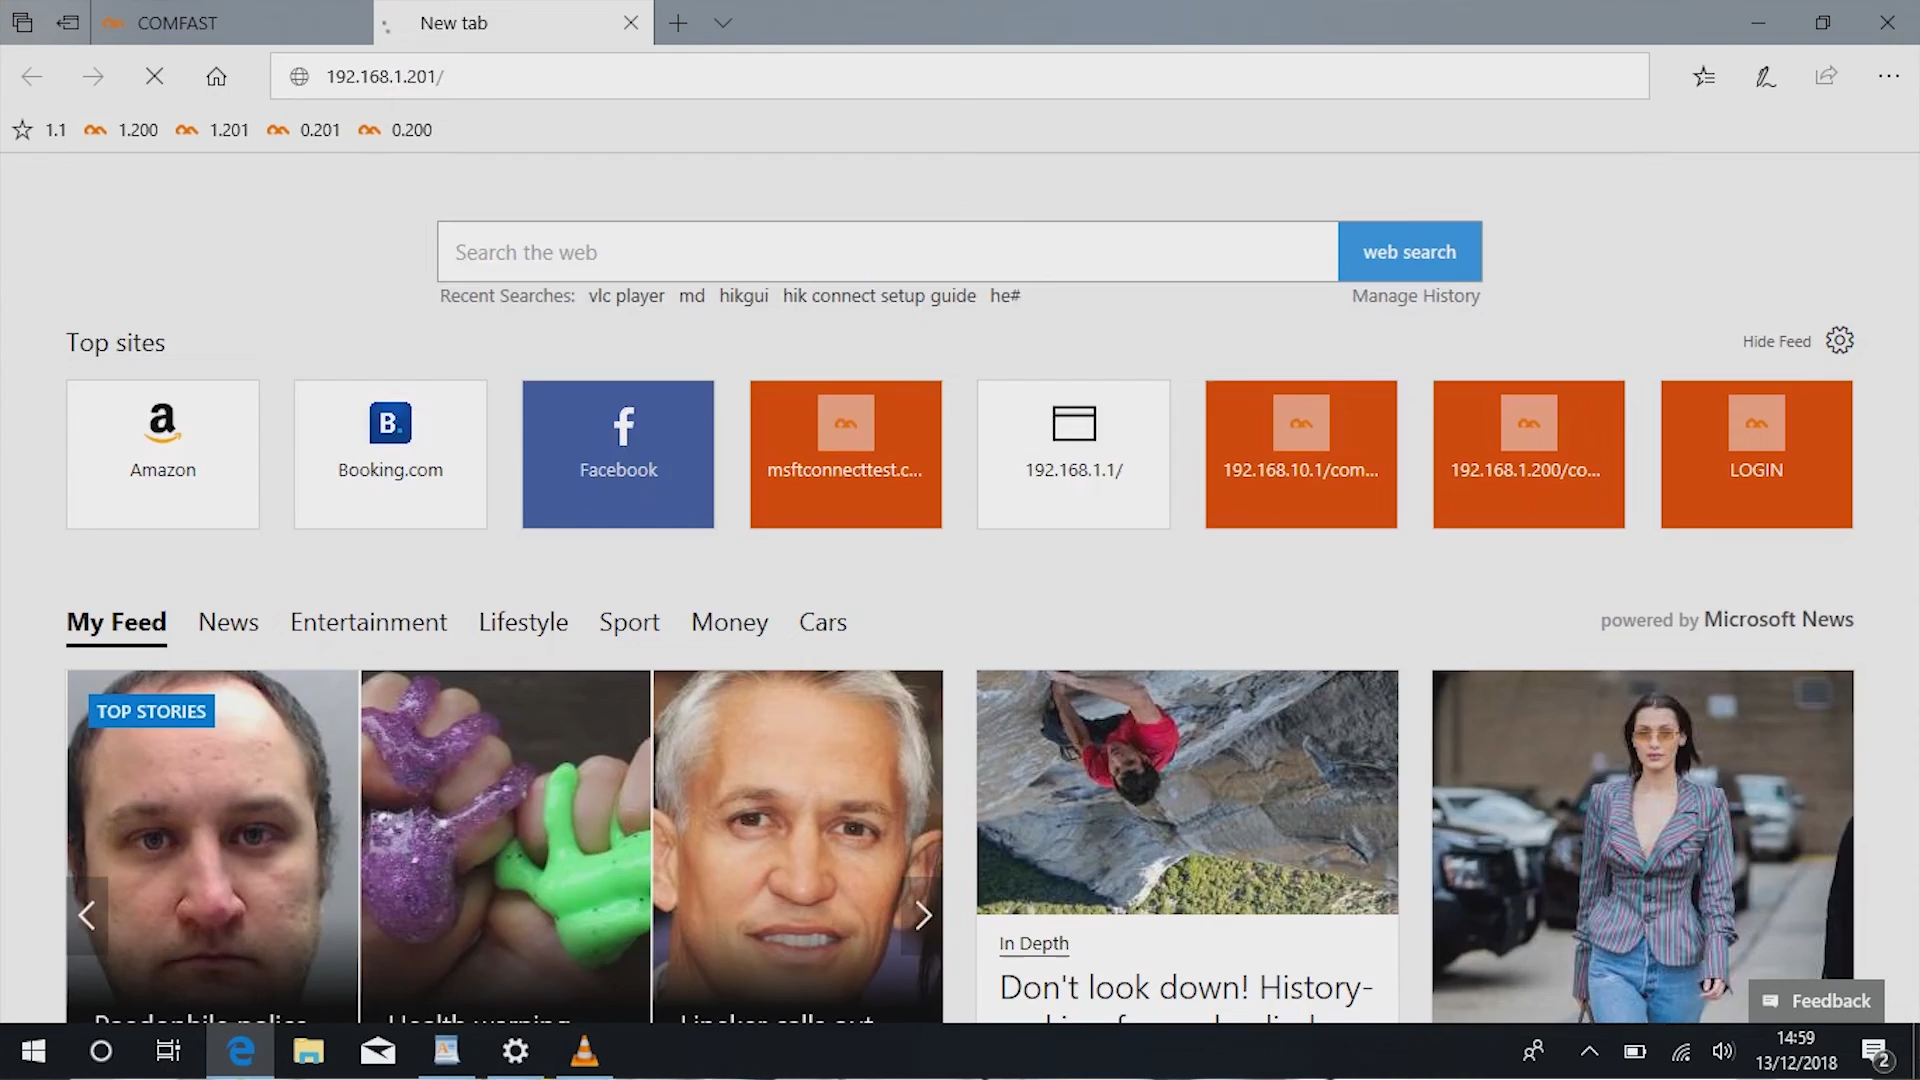 COMFAST
New tab
192.168.1.201/
1.1
1.200
1.201
0.201
0.200
Search the web
web search
Recent Searches: vlc player md hikgui hik connect setup guide he#
Manage History
Top sites
Hide Feed
Amazon
B.
Booking.com
Facebook
msftconnecttest.c...
192.168.1.1/
192.168.10.1/com...
192.168.1.200/co...
LOGIN
My Feed
News
Entertainment
Lifestyle
Sport
Money
Cars
powered by Microsoft News
TOP STORIES
In Depth
Don't look down! History-
Feedback
14:59
13/12/2018
2